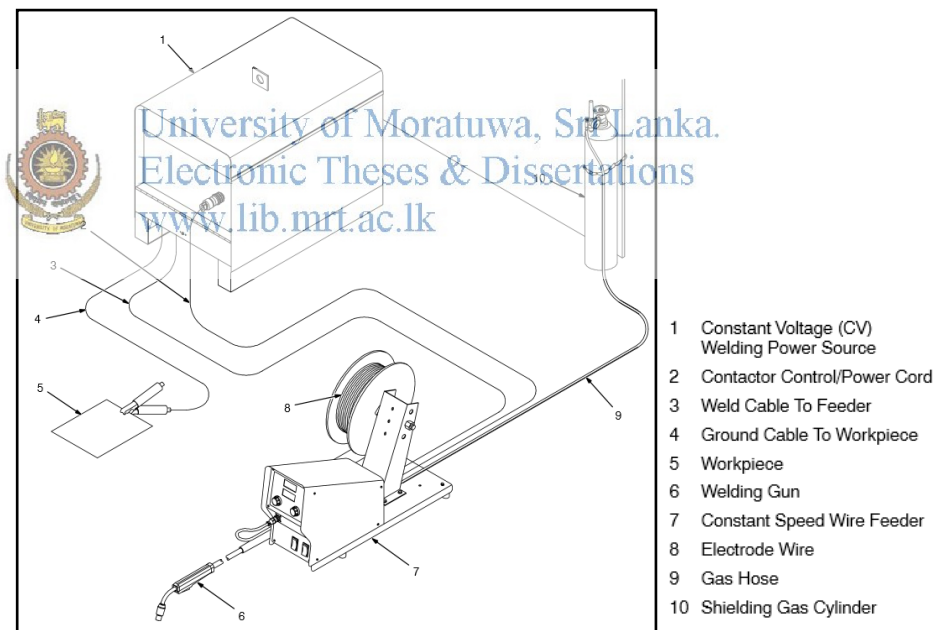 1
University of Moratuwa, Sri Lanka.
Electronic Theses & Dissertations
www.lib.mrt.ac.lk
10
2
3
4
5
8
9
7
6
1 Constant Voltage (CV)
Welding Power Source
2 Contactor Control/Power Cord
3 Weld Cable To Feeder
4 Ground Cable To Workpiece
5 Workpiece
6 Welding Gun
7 Constant Speed Wire Feeder
8 Electrode Wire
9 Gas Hose
10 Shielding Gas Cylinder